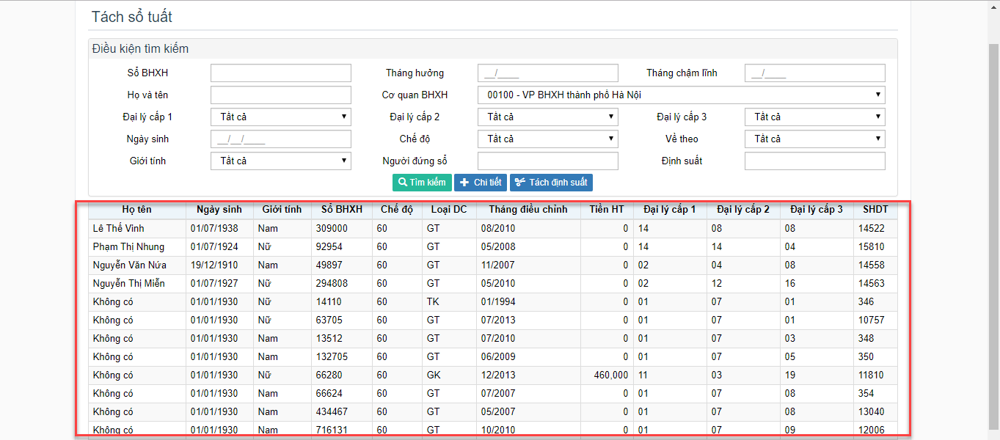 Tách sổ tuất
Điều kiện tìm kiếm
Sổ BHXH Tháng hưởng __/____ Tháng chậm lĩnh __/____
Họ và tên Cơ quan BHXH 00100 - VP BHXH thành phố Hà Nội
Đại lý cấp 1 Tất cả Đại lý cấp 2 Tất cả Đại lý cấp 3 Tất cả
Ngày sinh __/__/____ Chế độ Tất cả Về theo Tất cả
Giới tính Tất cả Người đứng sổ Định suất
Tìm kiếm Chi tiết Tách định suất
Họ tên Ngày sinh Giới tính Số BHXH Chế độ Loại DC Tháng điều chỉnh Tiền HT Đại lý cấp 1 Đại lý cấp 2 Đại lý cấp 3 SHDT
Lê Thế Vinh 01/07/1938 Nam 309000 60 GT 08/2010 0 14 08 08 14522
Phạm Thị Nhung 01/07/1924 Nữ 92954 60 GT 05/2008 0 14 14 04 15810
Nguyễn Văn Nứa 19/12/1910 Nam 49897 60 GT 11/2007 0 02 04 08 14558
Nguyễn Thị Miễn 01/07/1927 Nữ 294808 60 GT 05/2010 0 02 12 16 14563
Không có 01/01/1930 Nữ 14110 60 TK 01/1994 0 01 07 01 346
Không có 01/01/1930 Nữ 63705 60 GT 07/2013 0 01 07 01 10757
Không có 01/01/1930 Nam 13512 60 GT 07/2010 0 01 07 03 348
Không có 01/01/1930 Nam 132705 60 GT 06/2009 0 01 07 05 350
Không có 01/01/1930 Nữ 66280 60 GK 12/2013 460,000 11 03 19 11810
Không có 01/01/1930 Nam 66624 60 GT 07/2007 0 01 07 08 354
Không có 01/01/1930 Nam 434467 60 GT 05/2007 0 01 07 08 13040
Không có 01/01/1930 Nam 716131 60 GT 10/2010 0 01 07 09 12006